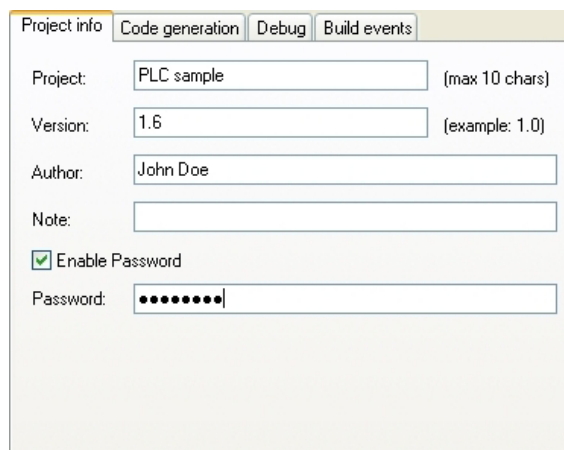 Project info Code generation Debug Build events
Project: PLC sample (max 10 chars)
Version: 1.6 (example: 1.0)
Author: John Doe
Note:
Enable Password
Password: ●●●●●●●●